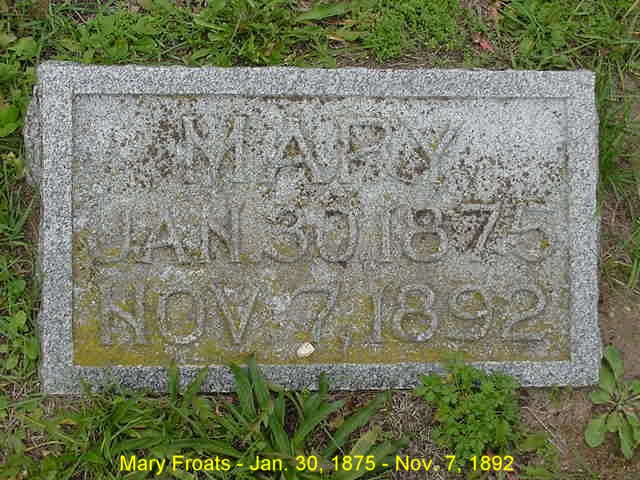 MARY
JAN. 30, 1875
NOV. 7, 1892
Mary Froats - Jan. 30, 1875 - Nov. 7, 1892